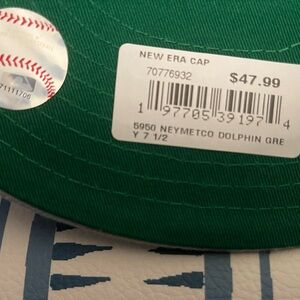 NEW ERA CAP
70776932
$47.99
1 97705 39197 4
5950 NEYMETCO DOLPHIN GRE
Y 7 1/2